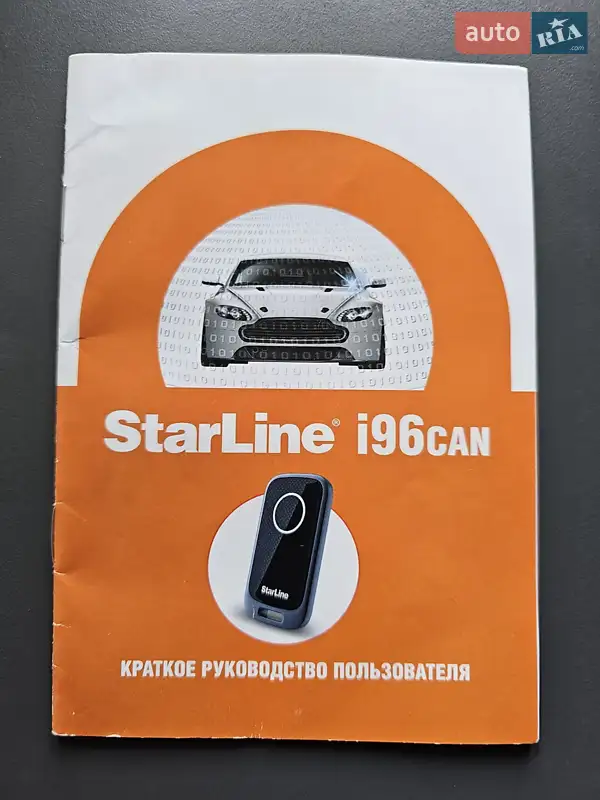 auto RIA
.com
StarLine® i96CAN
StarLine
КРАТКОЕ РУКОВОДСТВО ПОЛЬЗОВАТЕЛЯ